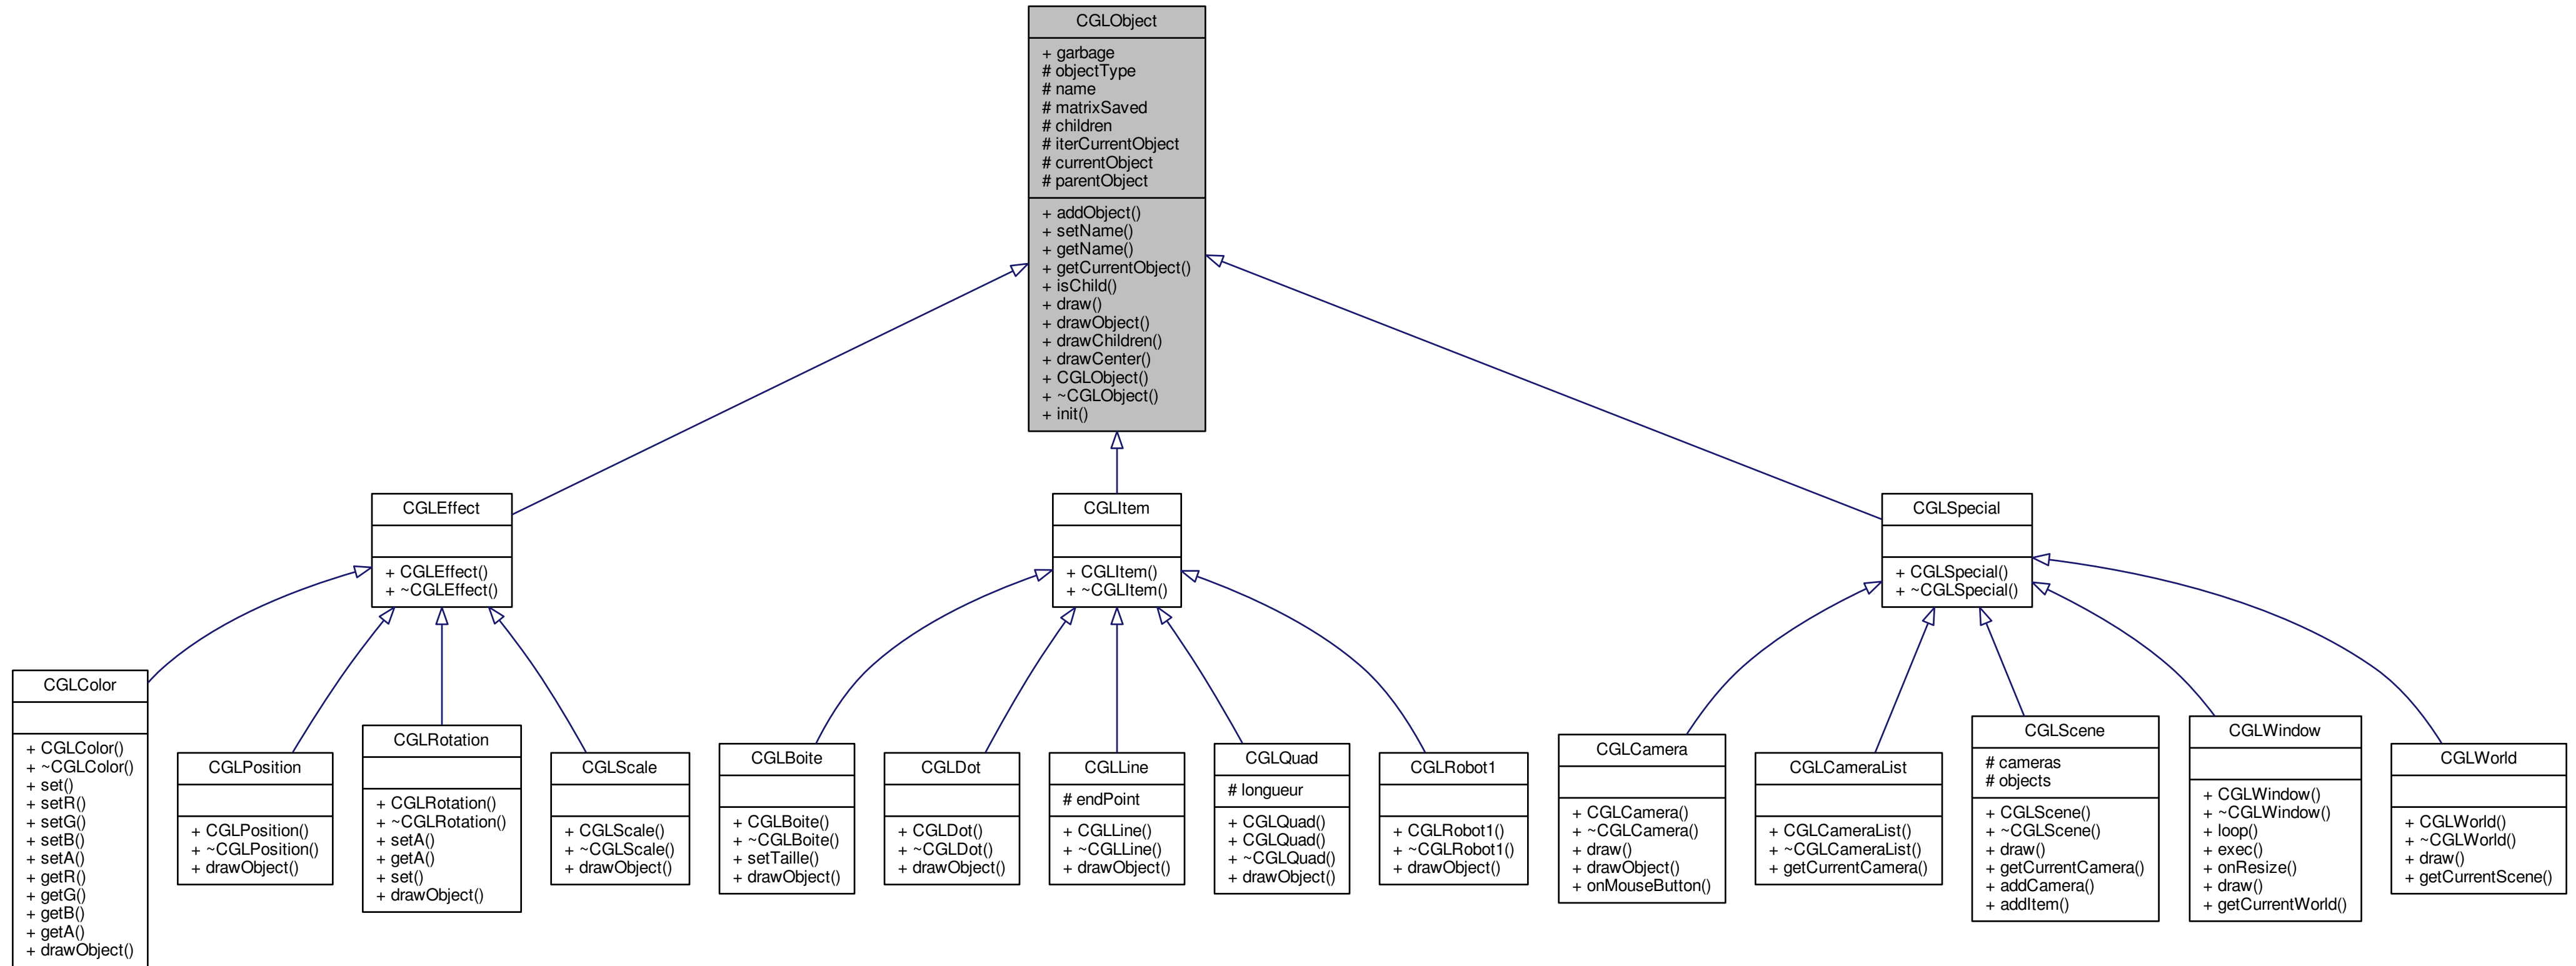 CGLObject
+ garbage
# objectType
# name
# matrixSaved
# children
# iterCurrentObject
# currentObject
# parentObject
+ addObject()
+ setName()
+ getName()
+ getCurrentObject()
+ isChild()
+ draw()
+ drawObject()
+ drawChildren()
+ drawCenter()
+ CGLObject()
+ ~CGLObject()
+ init()
CGLEffect
+ CGLEffect()
+ ~CGLEffect()
CGLItem
+ CGLItem()
+ ~CGLItem()
CGLSpecial
+ CGLSpecial()
+ ~CGLSpecial()
CGLColor
+ CGLColor()
+ ~CGLColor()
+ set()
+ setR()
+ setG()
+ setB()
+ setA()
+ getR()
+ getG()
+ getB()
+ getA()
+ drawObject()
CGLPosition
+ CGLPosition()
+ ~CGLPosition()
+ drawObject()
CGLRotation
+ CGLRotation()
+ ~CGLRotation()
+ setA()
+ getA()
+ set()
+ drawObject()
CGLScale
+ CGLScale()
+ ~CGLScale()
+ drawObject()
CGLBoite
+ CGLBoite()
+ ~CGLBoite()
+ setTaille()
+ drawObject()
CGLDot
+ CGLDot()
+ ~CGLDot()
+ drawObject()
CGLLine
# endPoint
+ CGLLine()
+ ~CGLLine()
+ drawObject()
CGLQuad
# longueur
+ CGLQuad()
+ CGLQuad()
+ ~CGLQuad()
+ drawObject()
CGLRobot1
+ CGLRobot1()
+ ~CGLRobot1()
+ drawObject()
CGLCamera
+ CGLCamera()
+ ~CGLCamera()
+ draw()
+ drawObject()
+ onMouseButton()
CGLCameraList
+ CGLCameraList()
+ ~CGLCameraList()
+ getCurrentCamera()
CGLScene
# cameras
# objects
+ CGLScene()
+ ~CGLScene()
+ draw()
+ getCurrentCamera()
+ addCamera()
+ addItem()
CGLWindow
+ CGLWindow()
+ ~CGLWindow()
+ loop()
+ exec()
+ onResize()
+ draw()
+ getCurrentWorld()
CGLWorld
+ CGLWorld()
+ ~CGLWorld()
+ draw()
+ getCurrentScene()